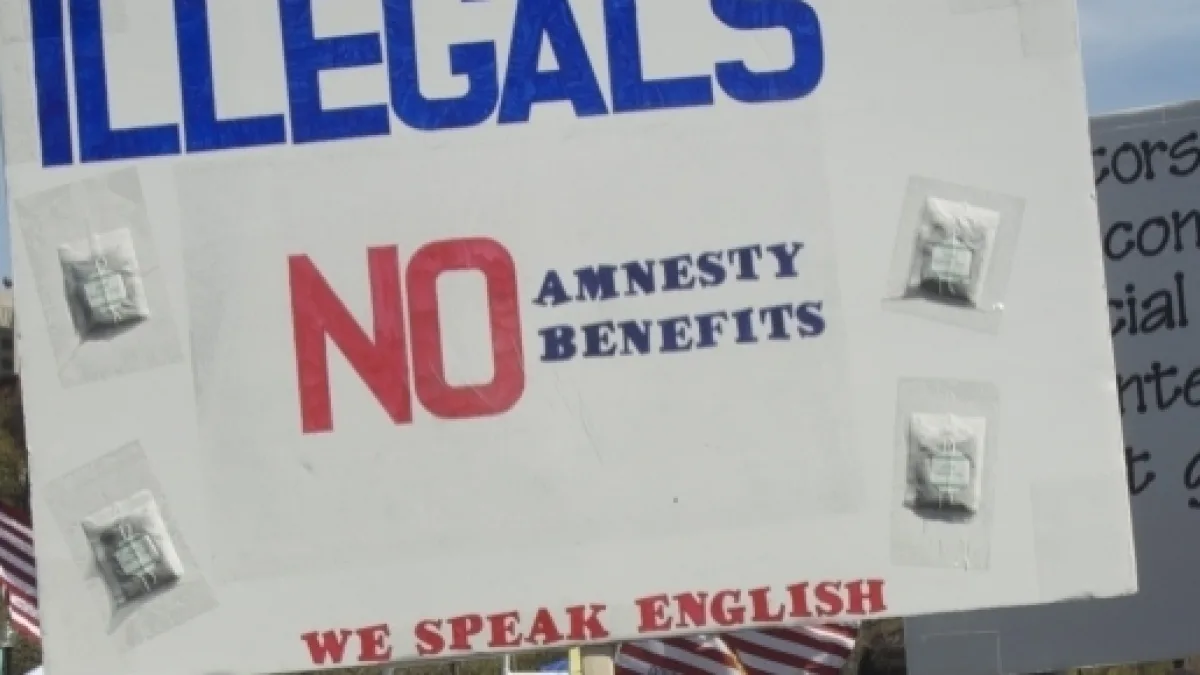 ILLEGALS
NO
AMNESTY
BENEFITS
WE SPEAK ENGLISH